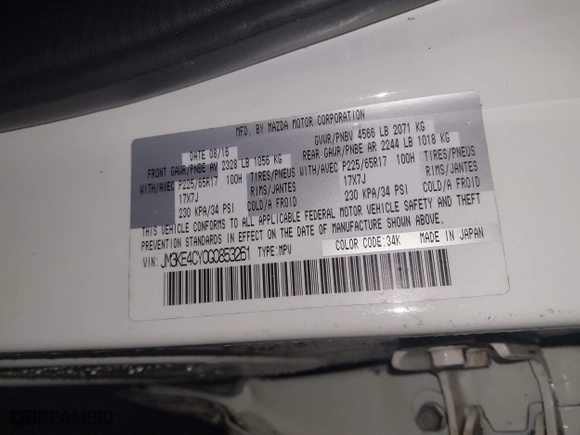 MFD. BY MAZDA MOTOR CORPORATION
DATE 08/16 GVWR/PNBV 4566 LB 2071 KG
FRONT GAWR/PNBE AV 2328 LB 1056 KG REAR GAWR/PNBE AR 2244 LB 1018 KG
WITH/AVEC P225/65R17 100H TIRES/PNEUS WITH/AVEC P225/65R17 100H TIRES/PNEUS
17X7J RIMS/JANTES 17X7J RIMS/JANTES
230 KPA/34 PSI COLD/A FROID 230 KPA/34 PSI COLD/A FROID
THIS VEHICLE CONFORMS TO ALL APPLICABLE FEDERAL MOTOR VEHICLE SAFETY AND THEFT
PREVENTION STANDARDS IN EFFECT ON THE DATE OF MANUFACTURE SHOWN ABOVE.
VIN: JM3KE4CY0G0853261 TYPE: MPV COLOR CODE: 34K MADE IN JAPAN
DREAMBID